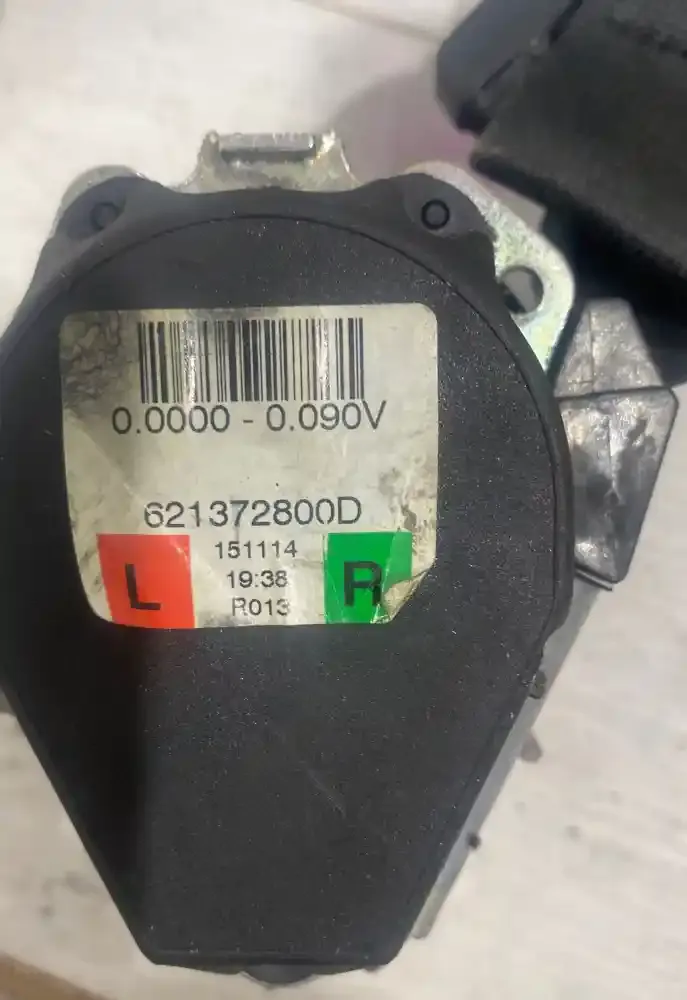 0.0000 - 0.090V
621372800D
151114
L
19:38
R
R013